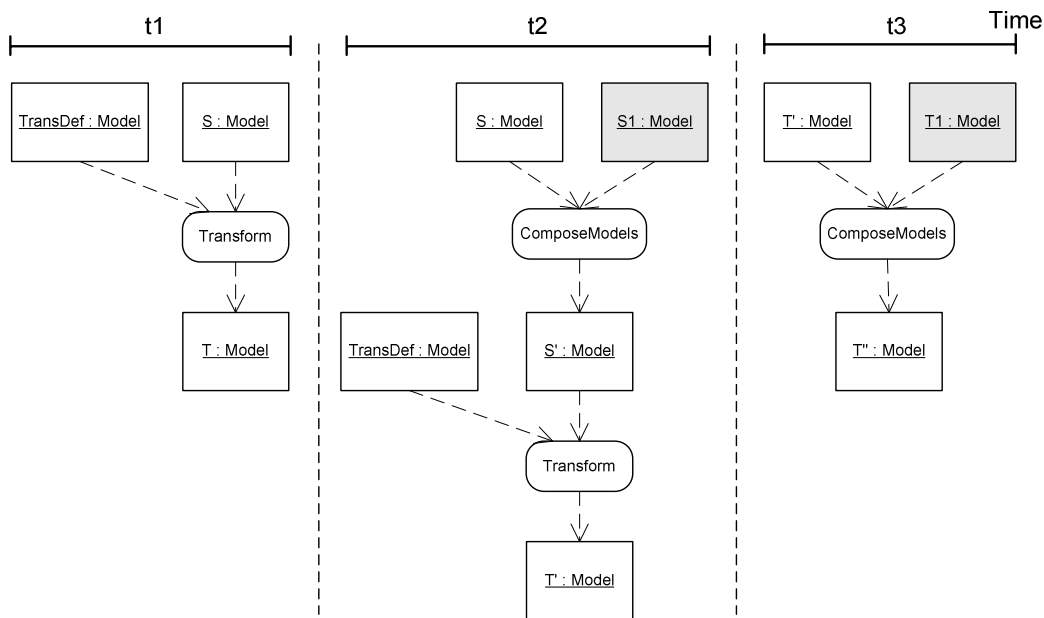 t1
t2
t3
Time
TransDef : Model
S : Model
S : Model
S1 : Model
T' : Model
T1 : Model
Transform
ComposeModels
ComposeModels
T : Model
TransDef : Model
S' : Model
T'' : Model
Transform
T' : Model